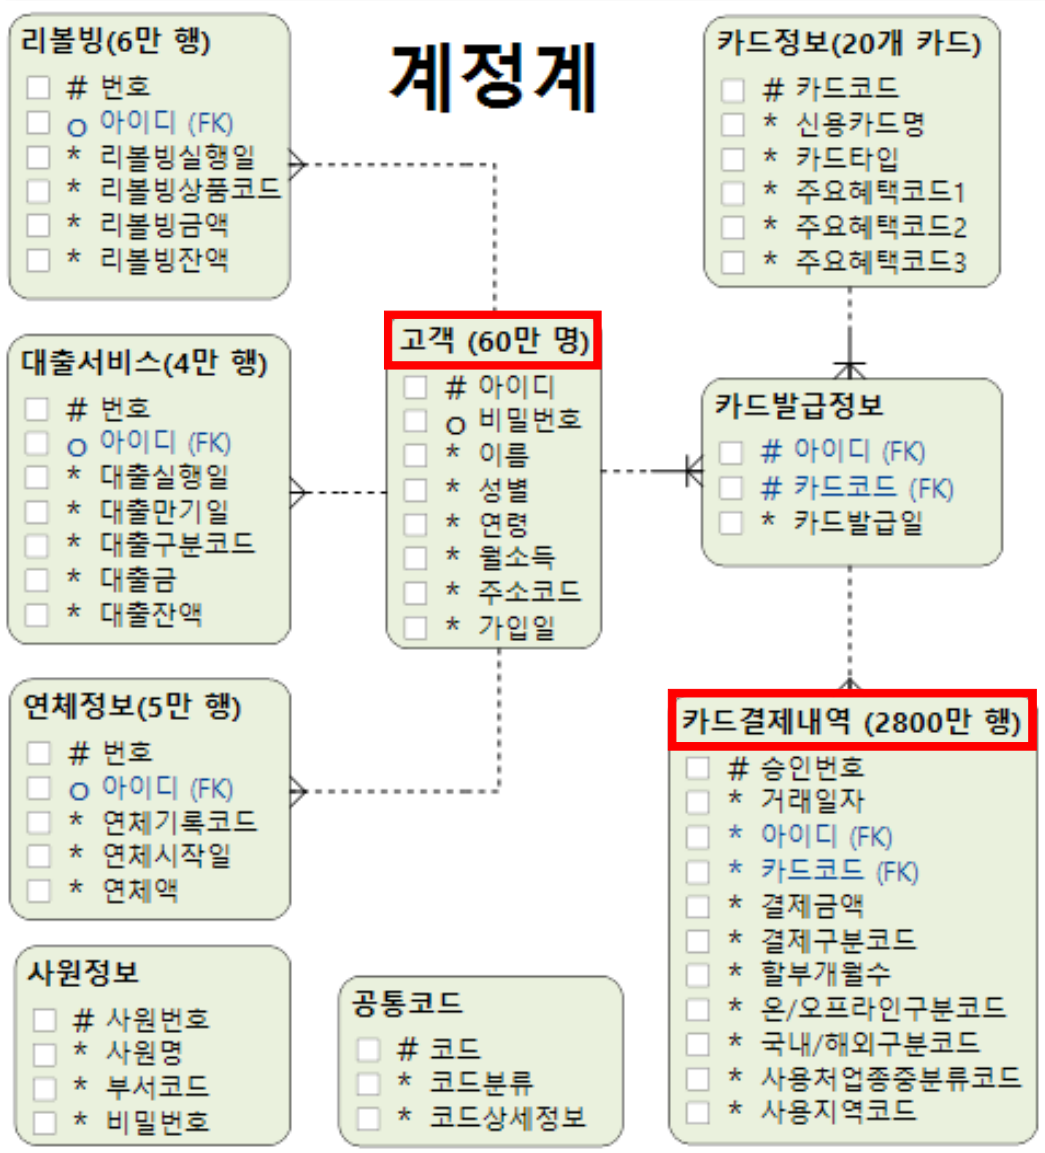 계정계
리볼빙(6만 행)
# 번호
o 아이디 (FK)
* 리볼빙실행일
* 리볼빙상품코드
* 리볼빙금액
* 리볼빙잔액
대출서비스(4만 행)
# 번호
o 아이디 (FK)
* 대출실행일
* 대출만기일
* 대출구분코드
* 대출금
* 대출잔액
연체정보(5만 행)
# 번호
o 아이디 (FK)
* 연체기록코드
* 연체시작일
* 연체액
사원정보
# 사원번호
* 사원명
* 부서코드
* 비밀번호
고객 (60만 명)
# 아이디
o 비밀번호
* 이름
* 성별
* 연령
* 월소득
* 주소코드
* 가입일
공통코드
# 코드
* 코드분류
* 코드상세정보
카드정보(20개 카드)
# 카드코드
* 신용카드명
* 카드타입
* 주요혜택코드1
* 주요혜택코드2
* 주요혜택코드3
카드발급정보
# 아이디 (FK)
# 카드코드 (FK)
* 카드발급일
카드결제내역 (2800만 행)
# 승인번호
* 거래일자
* 아이디 (FK)
* 카드코드 (FK)
* 결제금액
* 결제구분코드
* 할부개월수
* 온/오프라인구분코드
* 국내/해외구분코드
* 사용처업종중분류코드
* 사용지역코드